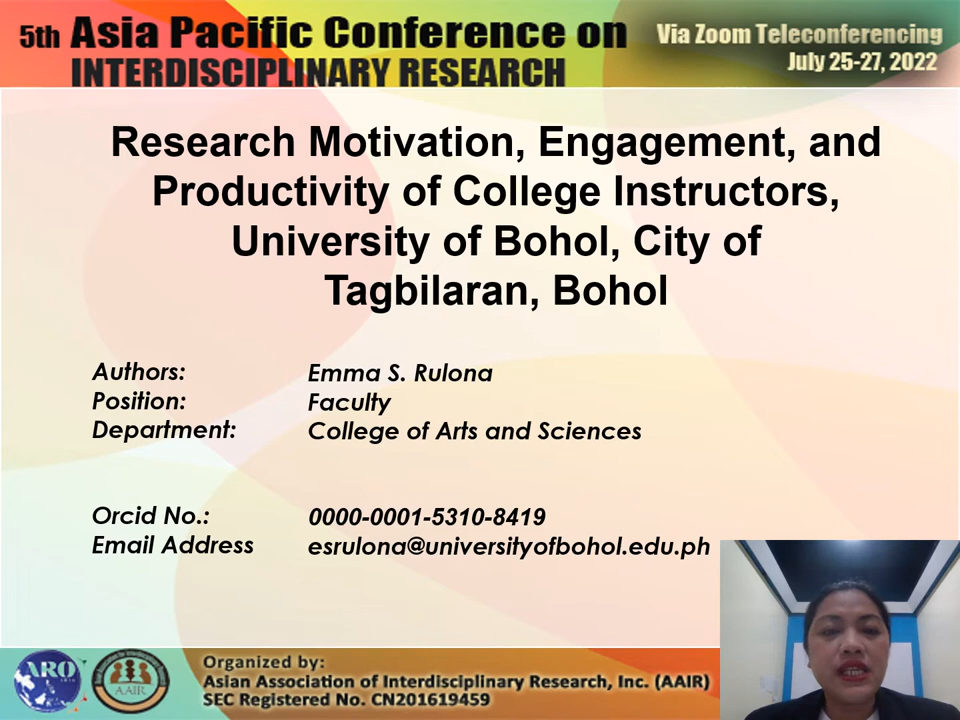 5th Asia Pacific Conference on
INTERDISCIPLINARY RESEARCH
Via Zoom Teleconferencing
July 25-27, 2022
Research Motivation, Engagement, and
Productivity of College Instructors,
University of Bohol, City of
Tagbilaran, Bohol
Authors: Emma S. Rulona
Position: Faculty
Department: College of Arts and Sciences
Orcid No.: 0000-0001-5310-8419
Email Address esrulona@universityofbohol.edu.ph
ARO
AAIR
Organized by:
Asian Association of Interdisciplinary Research, Inc. (AAIR)
SEC Registered No. CN201619459